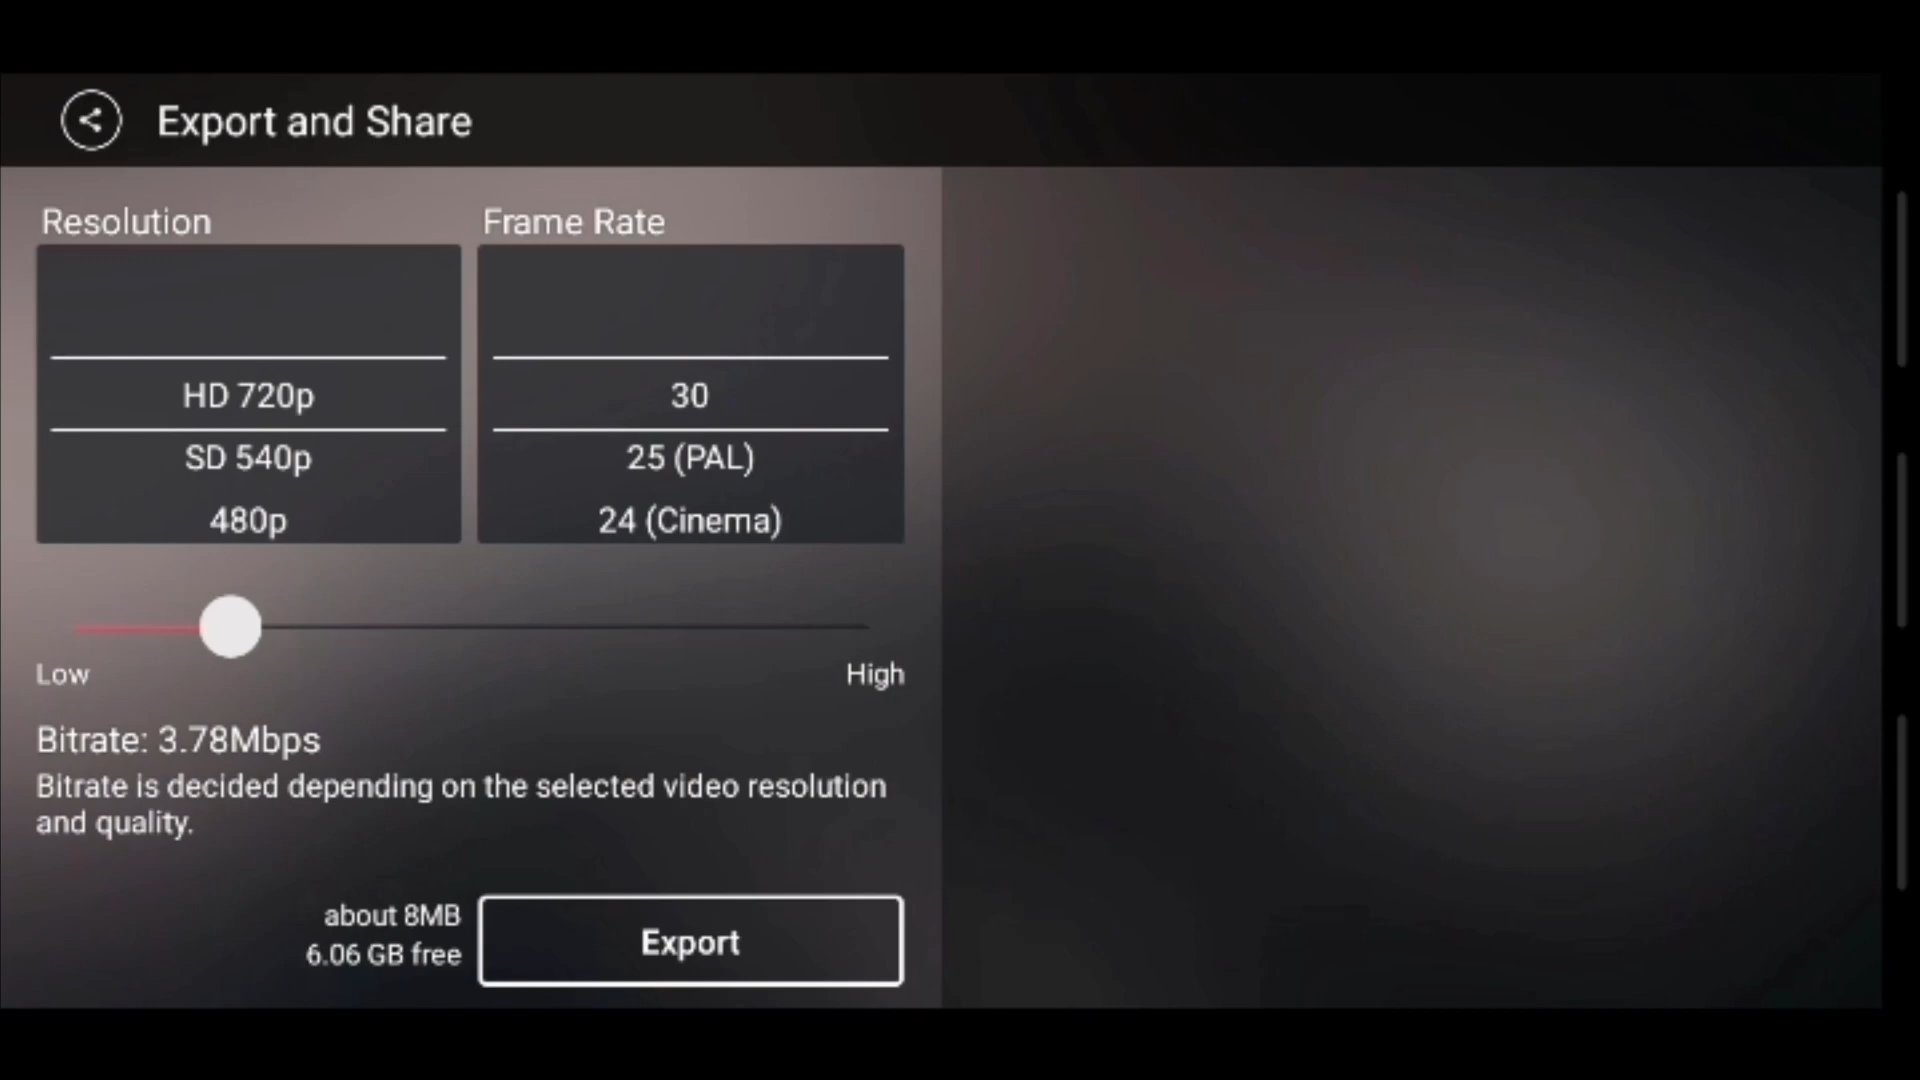 Export and Share
Resolution
Frame Rate
HD 720p
SD 540p
480p
30
25 (PAL)
24 (Cinema)
Low
High
Bitrate: 3.78Mbps
Bitrate is decided depending on the selected video resolution
and quality.
about 8MB
6.06 GB free
Export